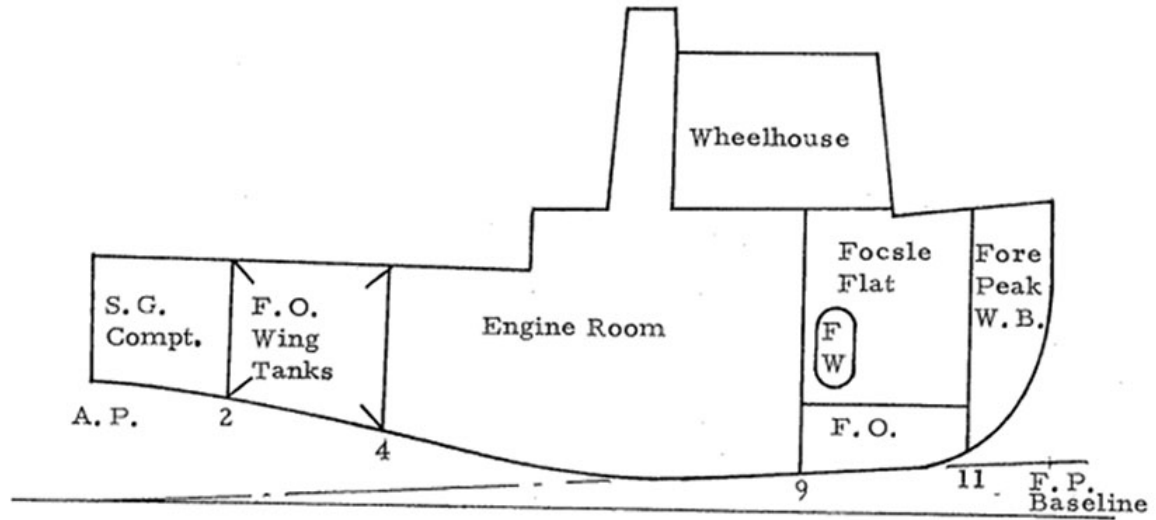 Wheelhouse
Focsle
Flat
Fore
Peak
W.B.
S.G.
Compt.
F.O.
Wing
Tanks
Engine Room
F
W
F.O.
A.P.
2
4
9
11
F.P.
Baseline